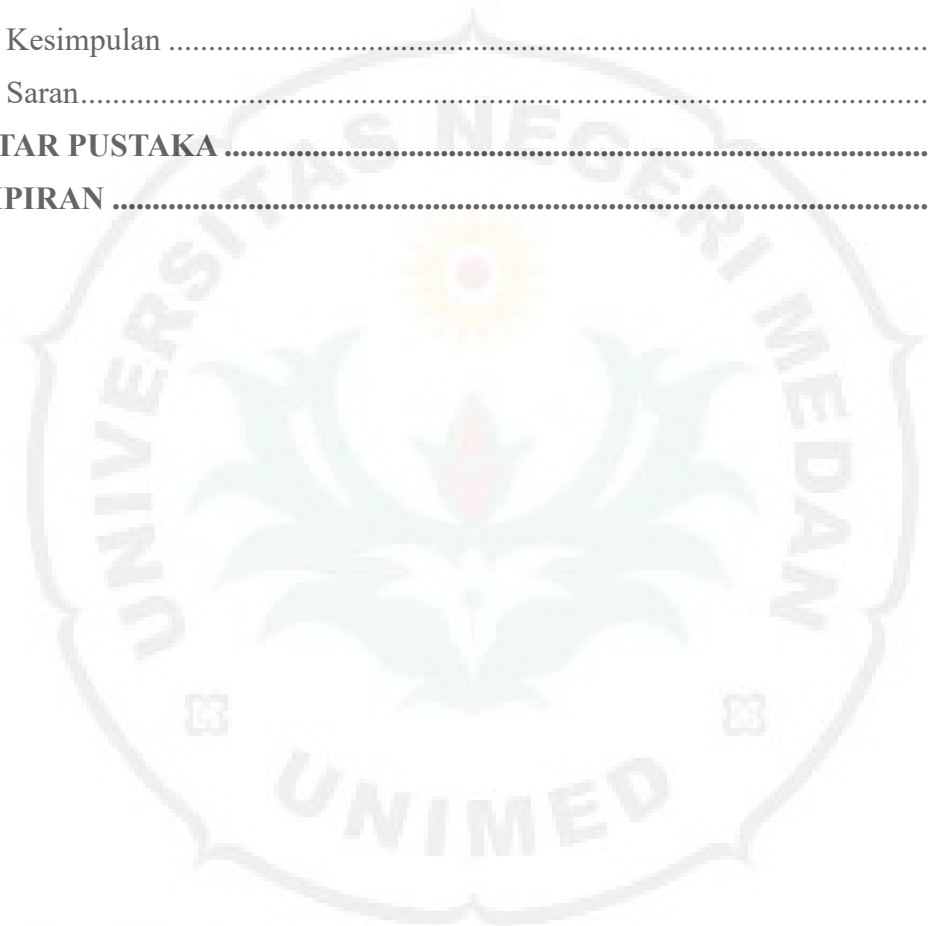 Kesimpulan ........................................................................................
Saran..................................................................................................
TAR PUSTAKA ................................................................................
PIRAN ..............................................................................................
UNIVERSITAS NEGERI MEDAN
UNIMED